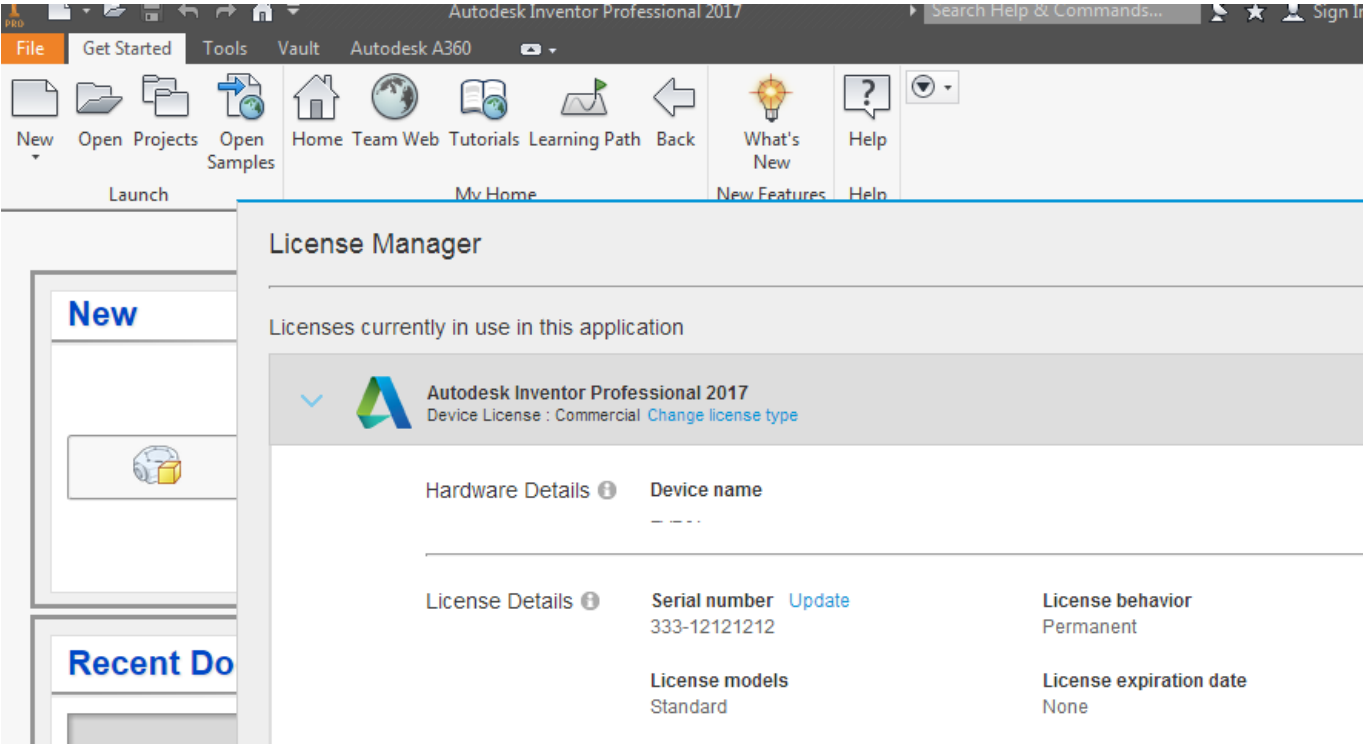 PRO
Autodesk Inventor Professional 2017
Search Help & Commands...
Sign In
File Get Started Tools Vault Autodesk A360
New Open Projects Open Samples Home Team Web Tutorials Learning Path Back What's New Help
Launch My Home New Features Help
License Manager
New
Licenses currently in use in this application
Autodesk Inventor Professional 2017
Device License : Commercial Change license type
Hardware Details Device name
License Details Serial number Update License behavior
333-12121212 Permanent
Recent Do
License models License expiration date
Standard None